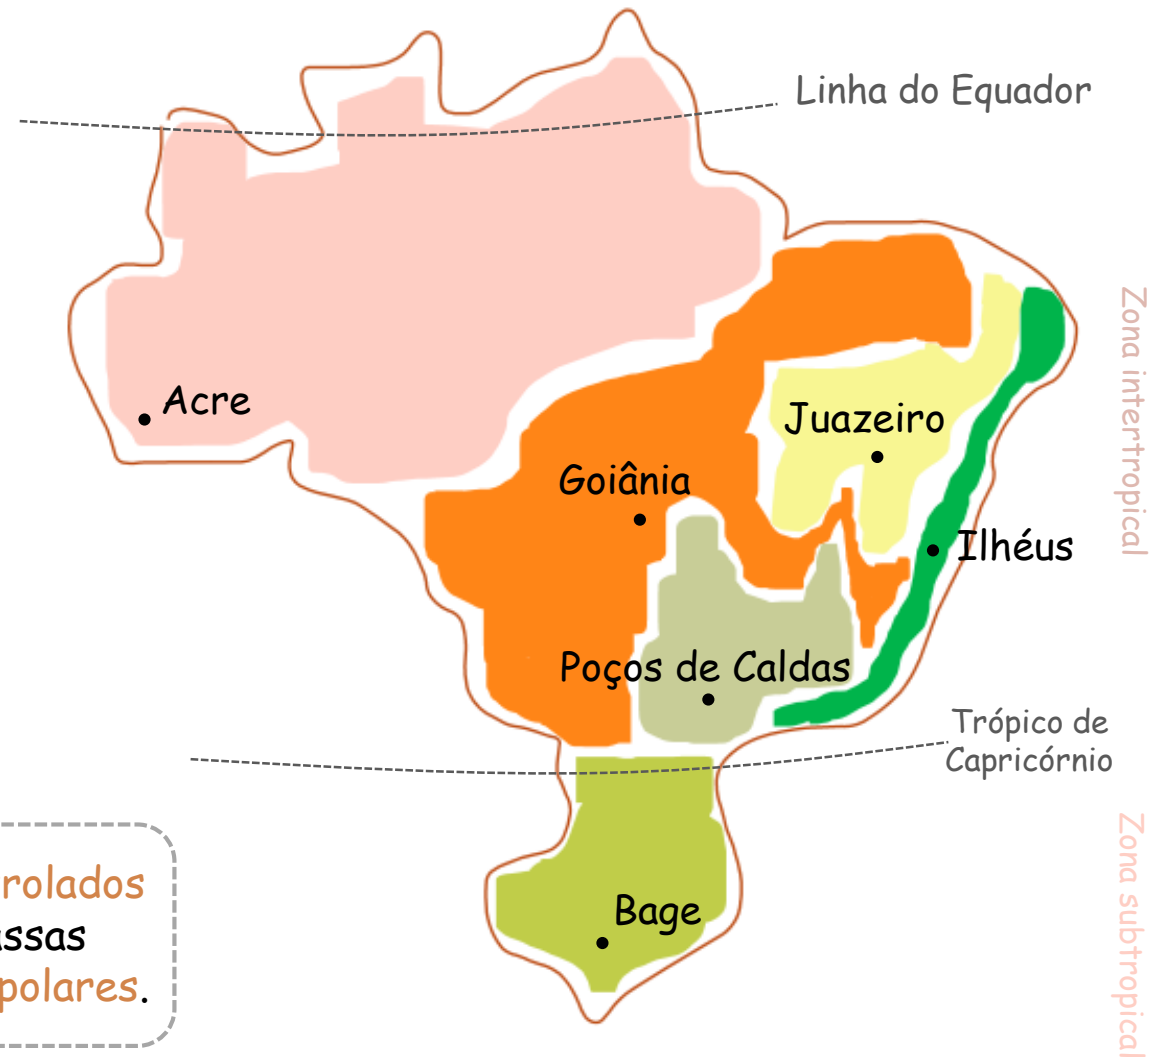 Linha do Equador
Zona intertropical
Acre
Juazeiro
Goiânia
Ilhéus
Poços de Caldas
Trópico de
Capricórnio
Zona subtropical
Bage
rolados
ssas
polares.